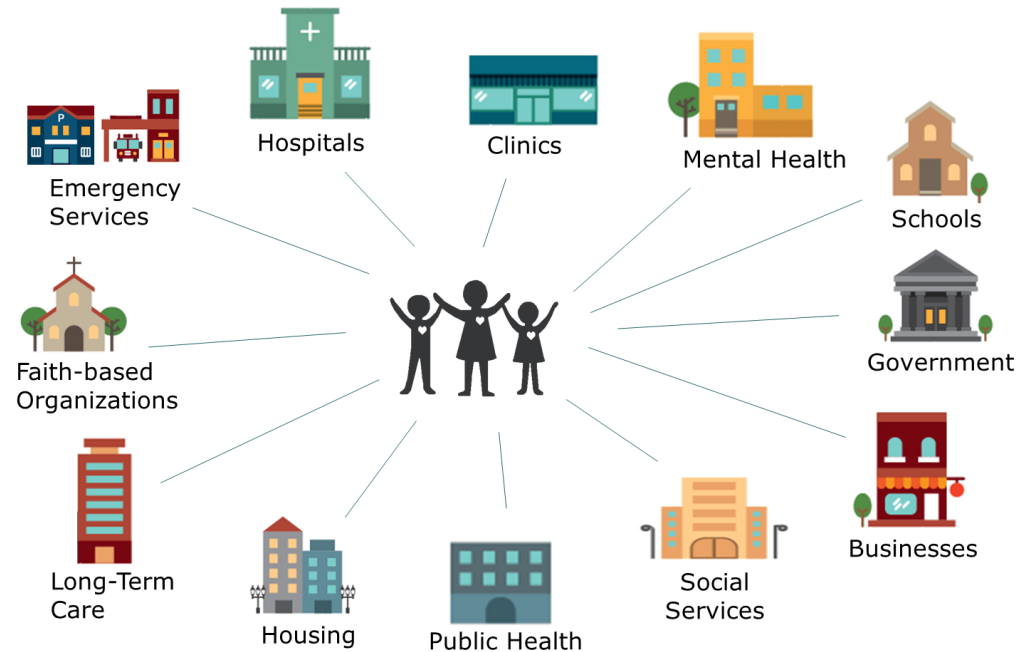 Hospitals
Clinics
Mental Health
P
Emergency
Services
Schools
Faith-based
Organizations
Government
Long-Term
Care
Businesses
Social
Services
Housing
Public Health